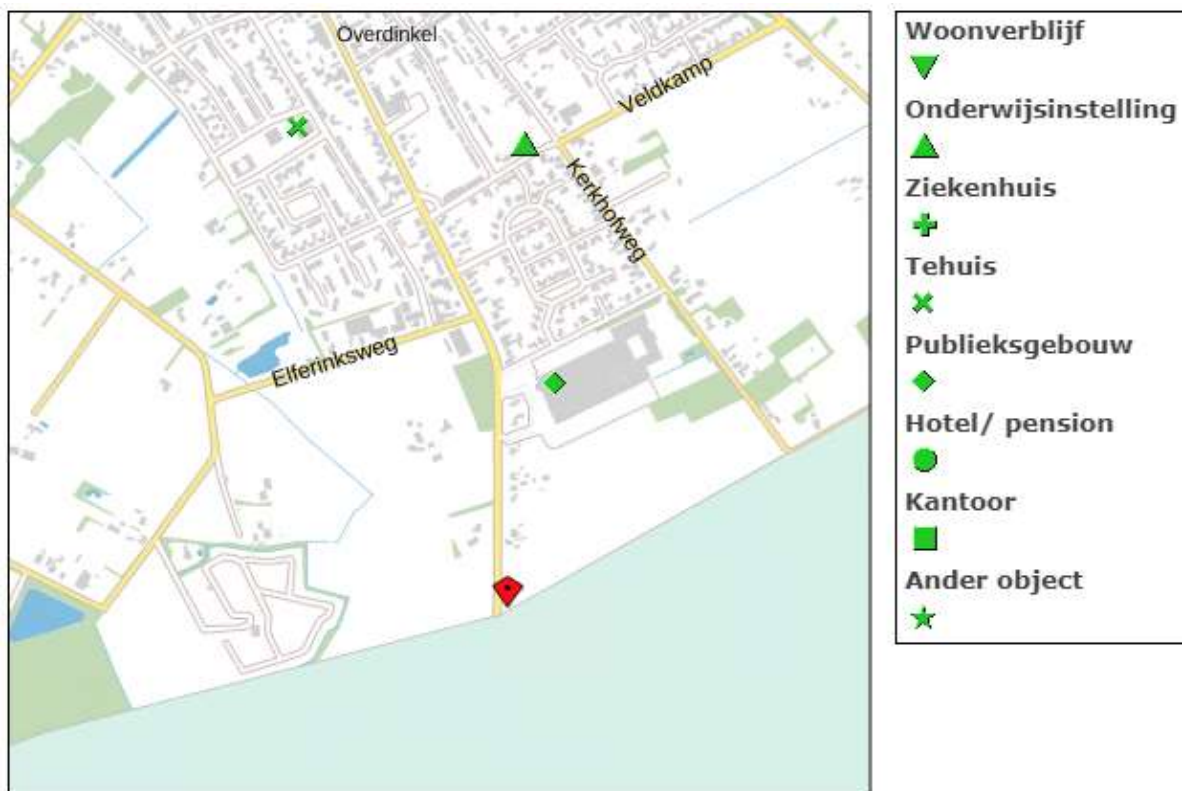 Overdinkel
Veldkamp
Kerkhofweg
Elferinksweg
Woonverblijf
Onderwijsinstelling
Ziekenhuis
Tehuis
Publieksgebouw
Hotel/ pension
Kantoor
Ander object